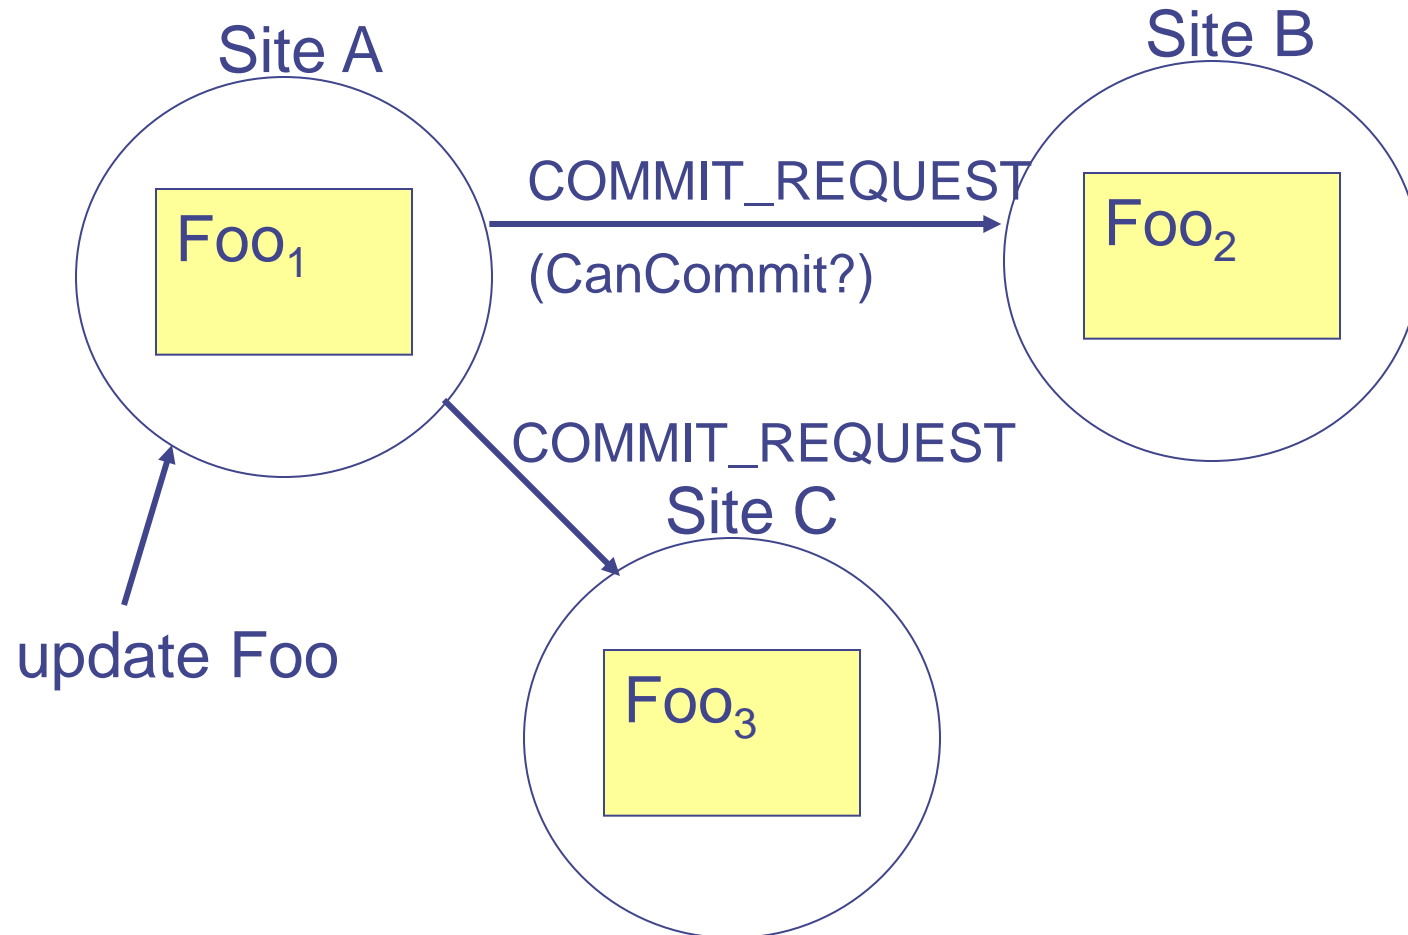 Site A
Site B
COMMIT_REQUEST
Foo₁
Foo₂
(CanCommit?)
COMMIT_REQUEST
Site C
update Foo
Foo₃